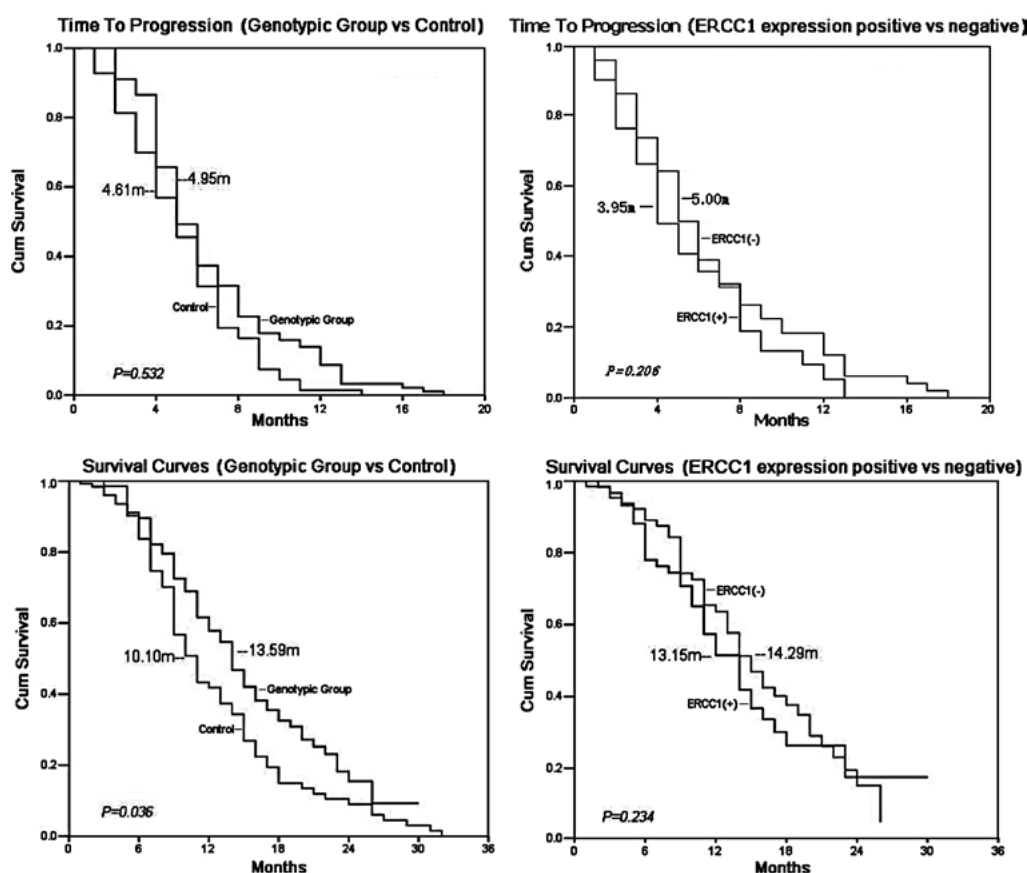 Time To Progression (Genotypic Group vs Control)
1.0
0.8
0.6
0.4
0.2
0.0
Cum Survival
4.61m
4.95m
Control
Genotypic Group
P=0.532
0 4 8 12 16 20
Months
Time To Progression (ERCC1 expression positive vs negative)
1.0
0.8
0.6
0.4
0.2
0.0
Cum Survival
3.95m
5.00m
ERCC1(-)
ERCC1(+)
P=0.206
0 4 8 12 16 20
Months
Survival Curves (Genotypic Group vs Control)
1.0
0.8
0.6
0.4
0.2
0.0
Cum Survival
10.10m
13.59m
Genotypic Group
Control
P=0.036
0 6 12 18 24 30 36
Months
Survival Curves (ERCC1 expression positive vs negative)
1.0
0.8
0.6
0.4
0.2
0.0
Cum Survival
ERCC1(-)
13.15m
14.29m
ERCC1(+)
P=0.234
0 6 12 18 24 30 36
Months